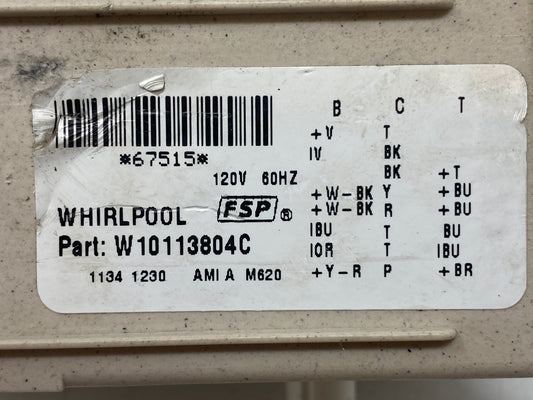 *67515*
120V 60HZ
WHIRLPOOL FSP ®
Part: W10113804C
1134 1230 AMI A M620
B C T
+V T
IV BK
BK +T
+W-BK Y +BU
+W-BK R +BU
IBU T BU
IOR T IBU
+Y-R P +BR